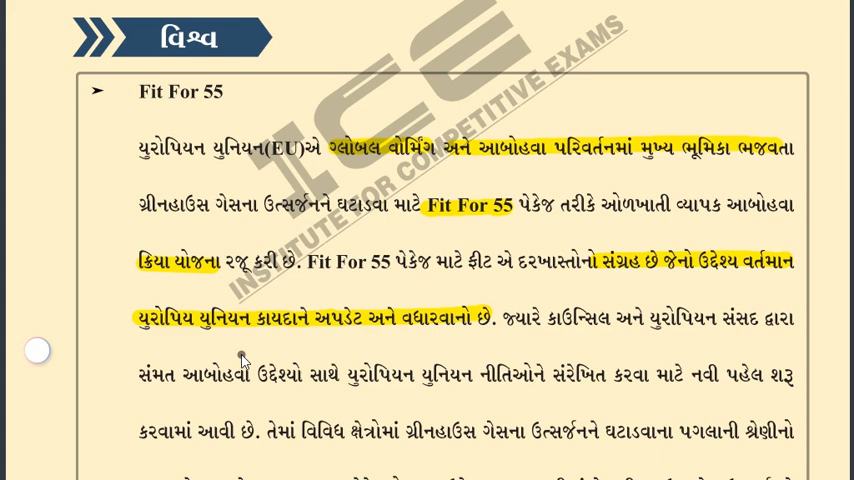 વિશ્વ
ICE
INSTITUTE FOR COMPETITIVE EXAMS
➤ Fit For 55
યુરોપિયન યુનિયન(EU)એ ગ્લોબલ વોર્મિંગ અને આબોહવા પરિવર્તનમાં મુખ્ય ભૂમિકા ભજવતા
ગ્રીનહાઉસ ગેસના ઉત્સર્જનને ઘટાડવા માટે Fit For 55 પેકેજ તરીકે ઓળખાતી વ્યાપક આબોહવા
ક્રિયા યોજના રજૂ કરી છે. Fit For 55 પેકેજ માટે ફીટ એ દરખાસ્તોનો સંગ્રહ છે જેનો ઉદ્દેશ્ય વર્તમાન
યુરોપિય યુનિયન કાયદાને અપડેટ અને વધારવાનો છે. જ્યારે કાઉન્સિલ અને યુરોપિયન સંસદ દ્વારા
સંમત આબોહવા ઉદ્દેશ્યો સાથે યુરોપિયન યુનિયન નીતિઓને સંરેખિત કરવા માટે નવી પહેલ શરૂ
કરવામાં આવી છે. તેમાં વિવિધ ક્ષેત્રોમાં ગ્રીનહાઉસ ગેસના ઉત્સર્જનને ઘટાડવાના પગલાની શ્રેણીનો